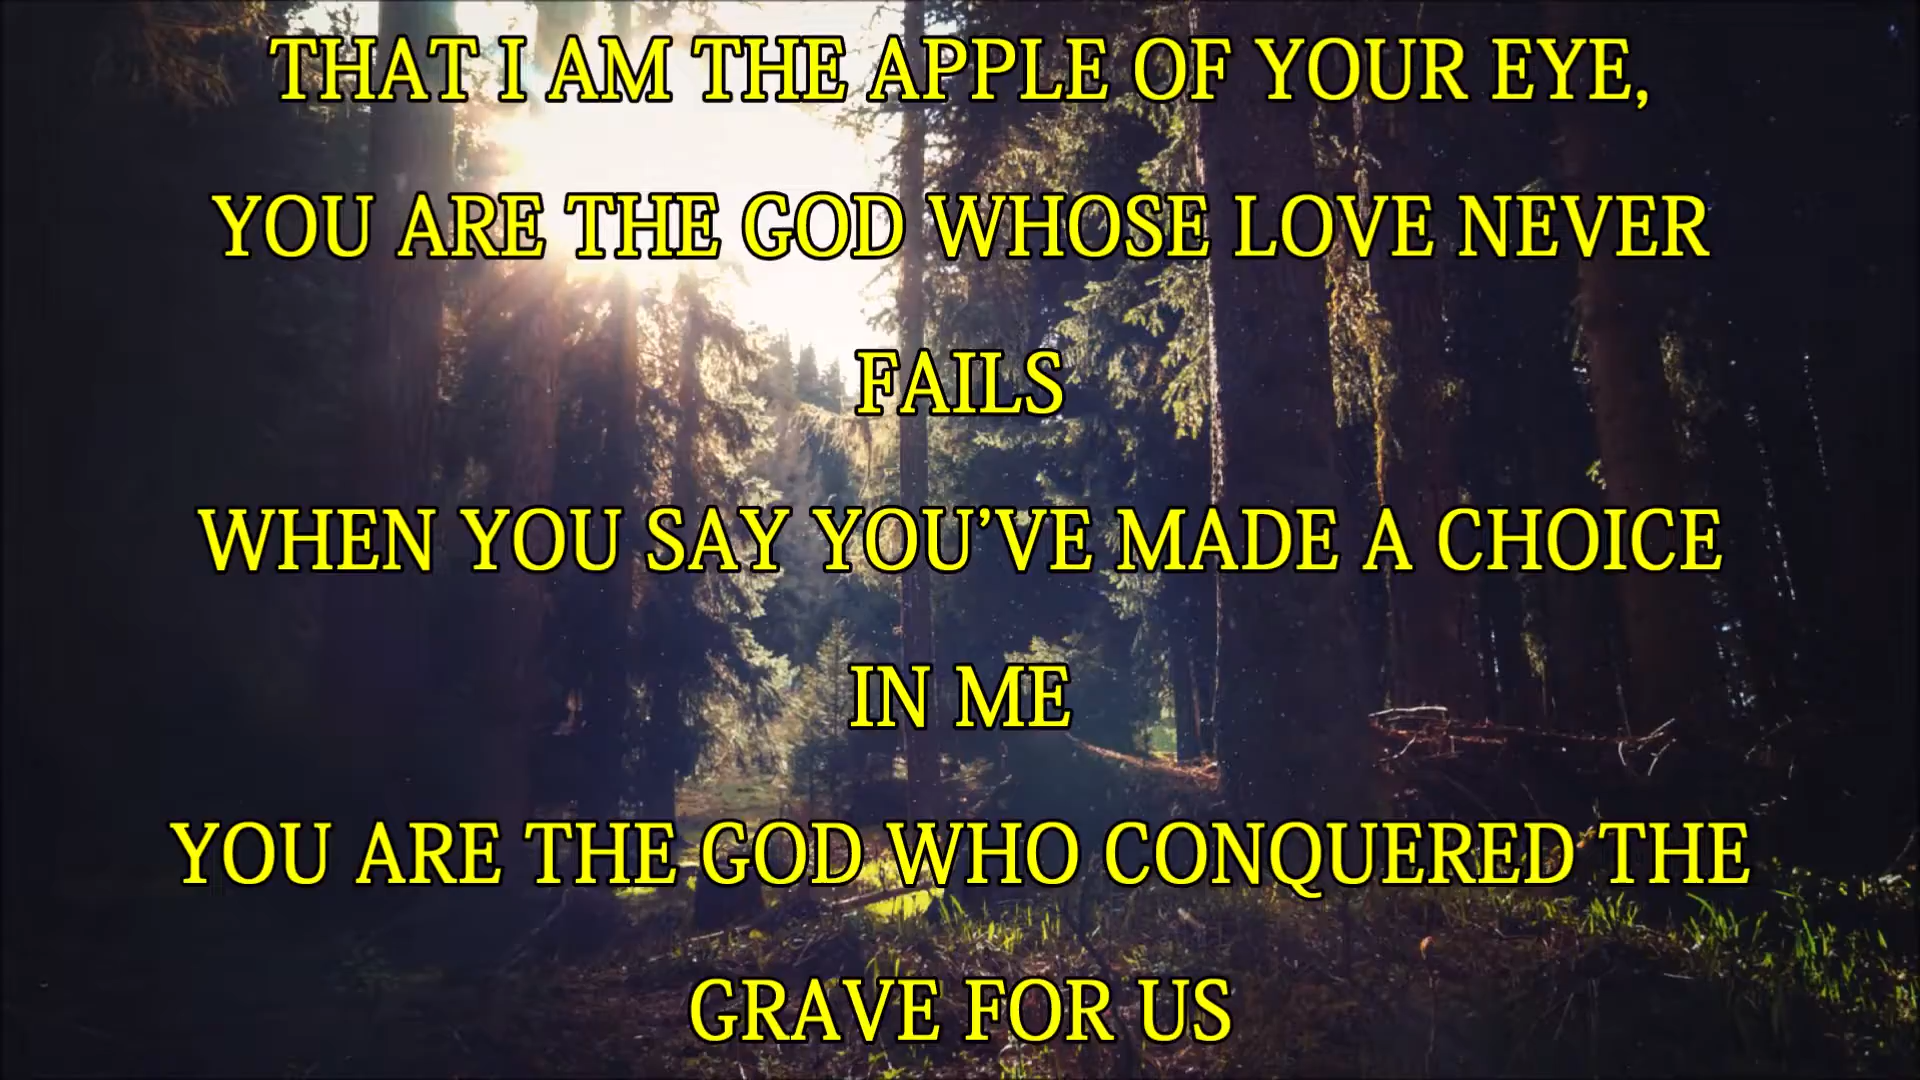 THAT I AM THE APPLE OF YOUR EYE,
YOU ARE THE GOD WHOSE LOVE NEVER
FAILS
WHEN YOU SAY YOU’VE MADE A CHOICE
IN ME
YOU ARE THE GOD WHO CONQUERED THE
GRAVE FOR US